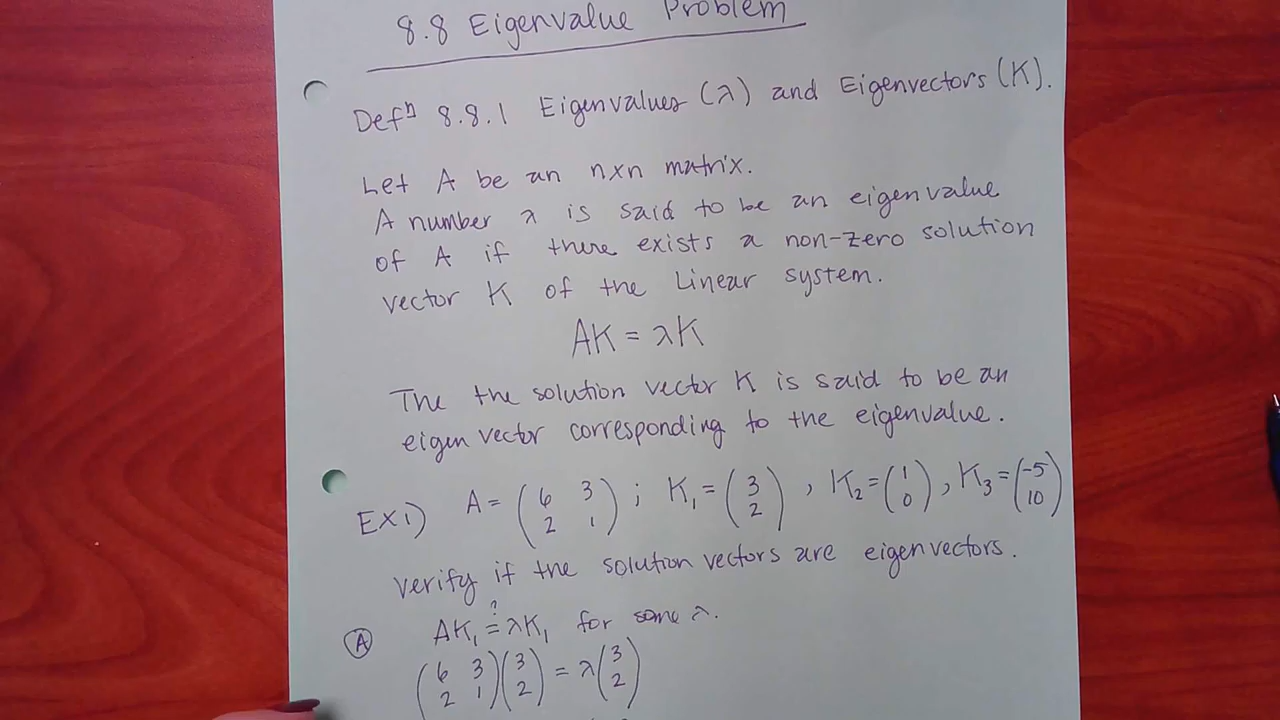 8.8 Eigenvalue Problem
Defⁿ 8.8.1 Eigenvalues (λ) and Eigenvectors (K).
Let A be an n×n matrix.
A number λ is said to be an eigenvalue
of A if there exists a non-zero solution
vector K of the Linear system.
AK = λK
The the solution vector K is said to be an
eigenvector corresponding to the eigenvalue.
EX1) A = (6 3; 2 1); K₁ = (3; 2), K₂ = (1; 0), K₃ = (-5; 10)
verify if the solution vectors are eigenvectors.
Ⓐ AK₁ ≟ λK₁ for some λ.
(6 3; 2 1)(3; 2) = λ(3; 2)